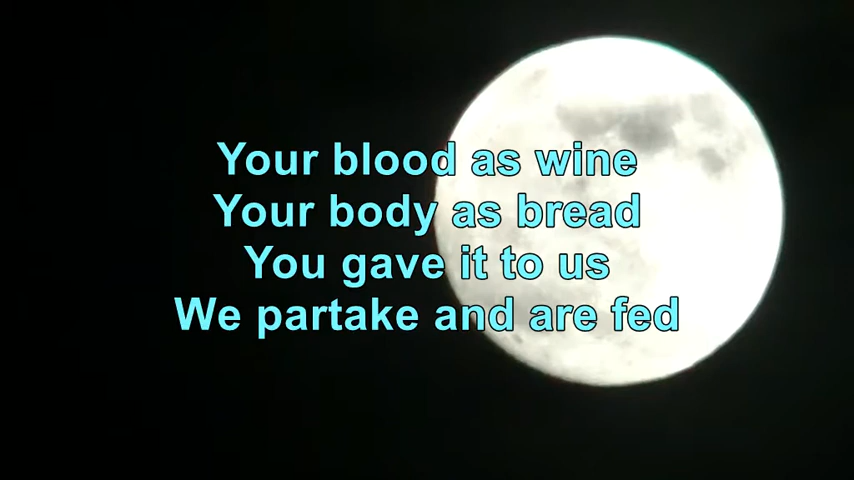 Your blood as wine
Your body as bread
You gave it to us
We partake and are fed